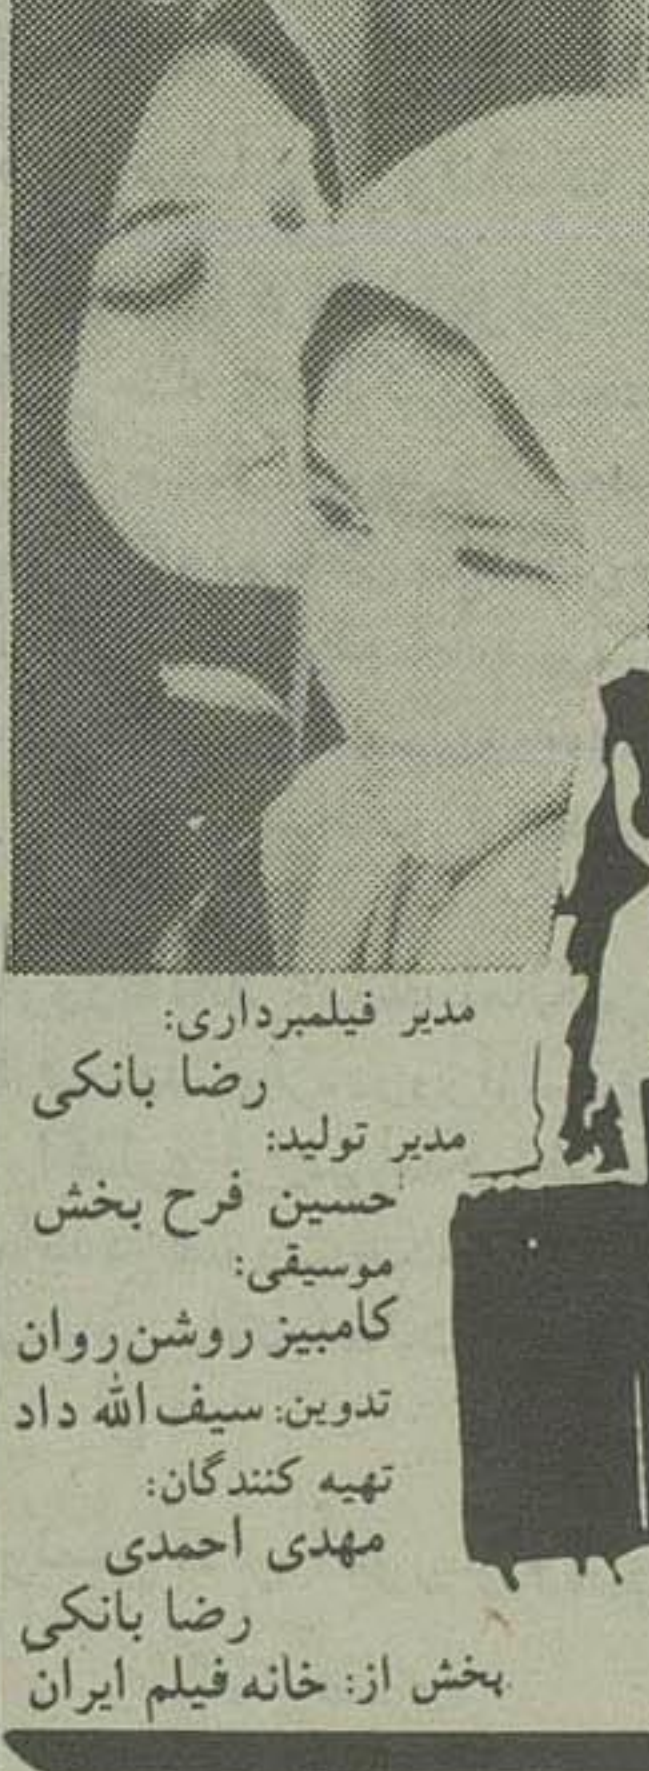 مدیر فیلمبرداری:
رضا بانکی
مدیر تولید:
حسین فرح بخش
موسیقی:
کامبیز روشن‌روان
تدوین: سیف‌الله داد
تهیه کنندگان:
مهدی احمدی
رضا بانکی
پخش از: خانه فیلم ایران